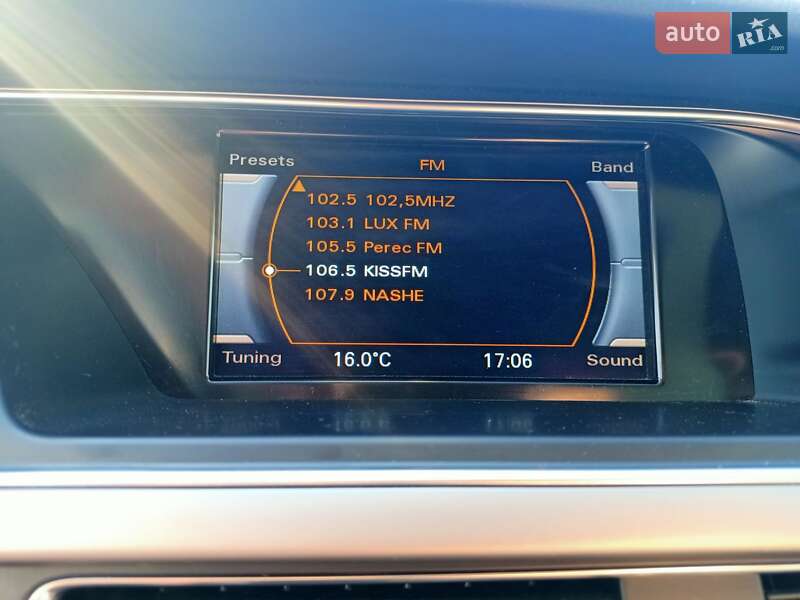 auto RIA.com
Presets FM Band
102.5 102,5MHZ
103.1 LUX FM
105.5 Perec FM
106.5 KISSFM
107.9 NASHE
Tuning 16.0°C 17:06 Sound